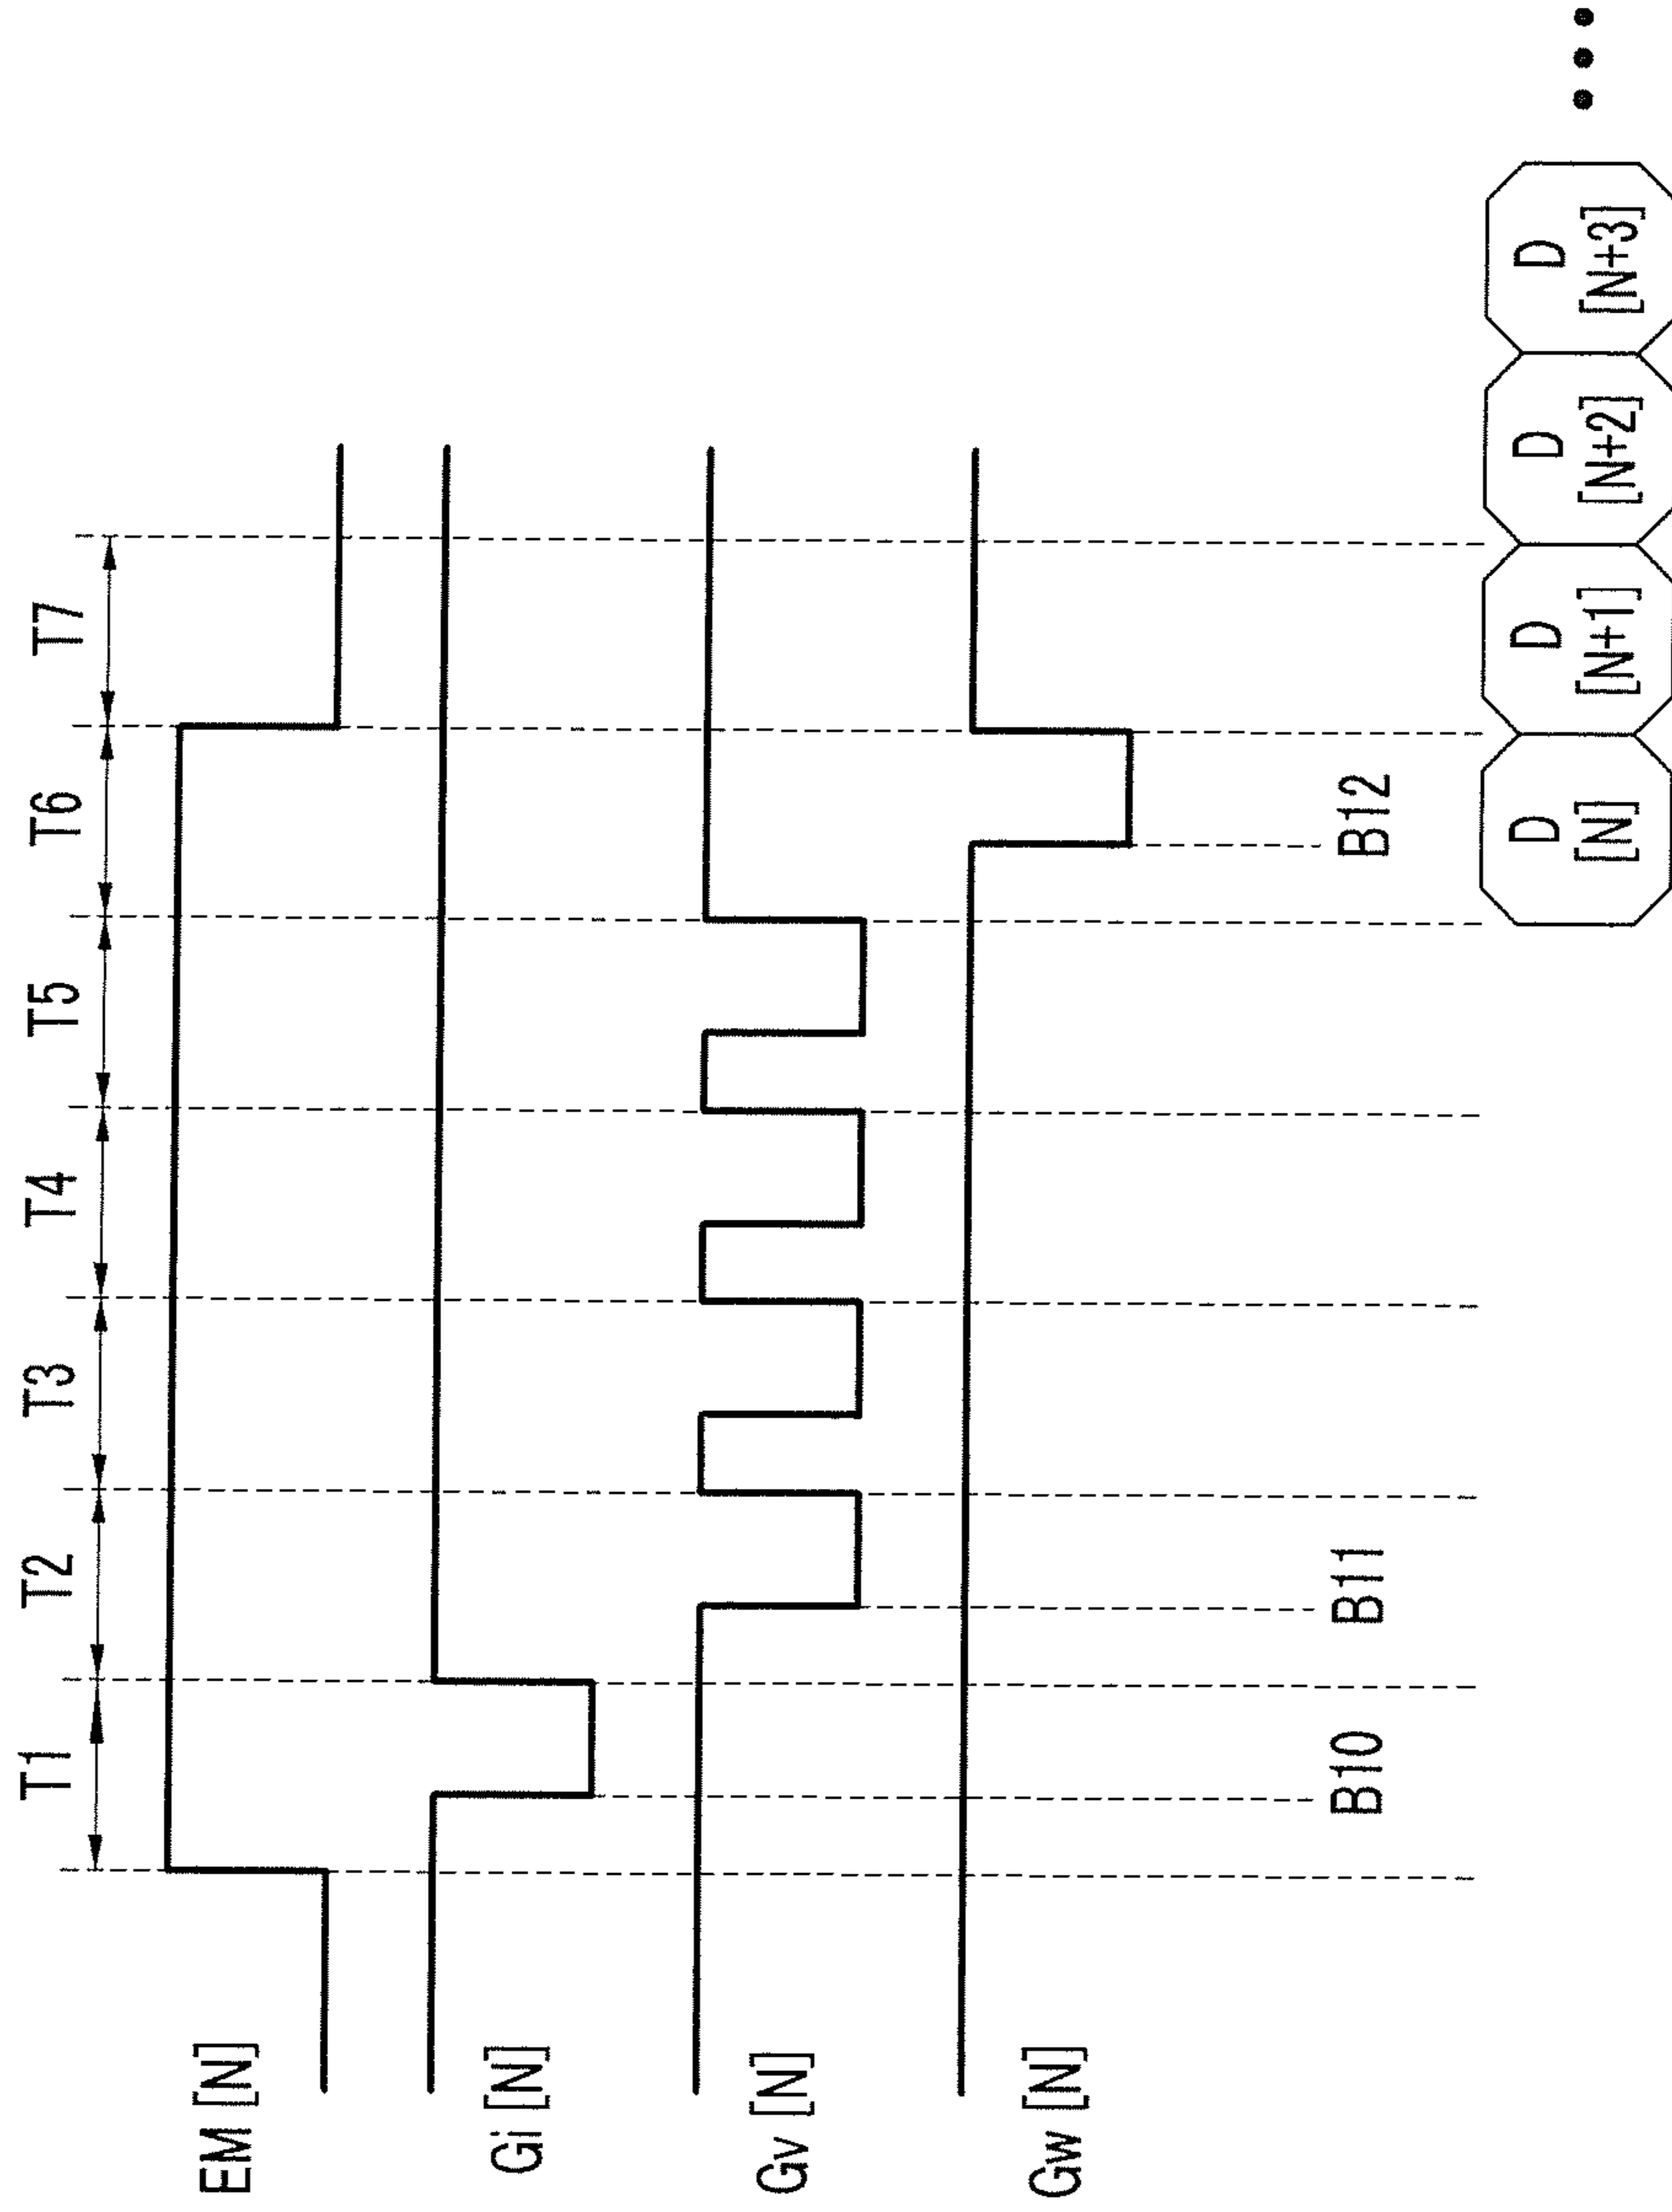 T1 T2 T3 T4 T5 T6 T7
EM [N]
Gi [N]
Gv [N]
Gw [N]
B10 B11 B12
D D D D
[N] [N+1] [N+2] [N+3]